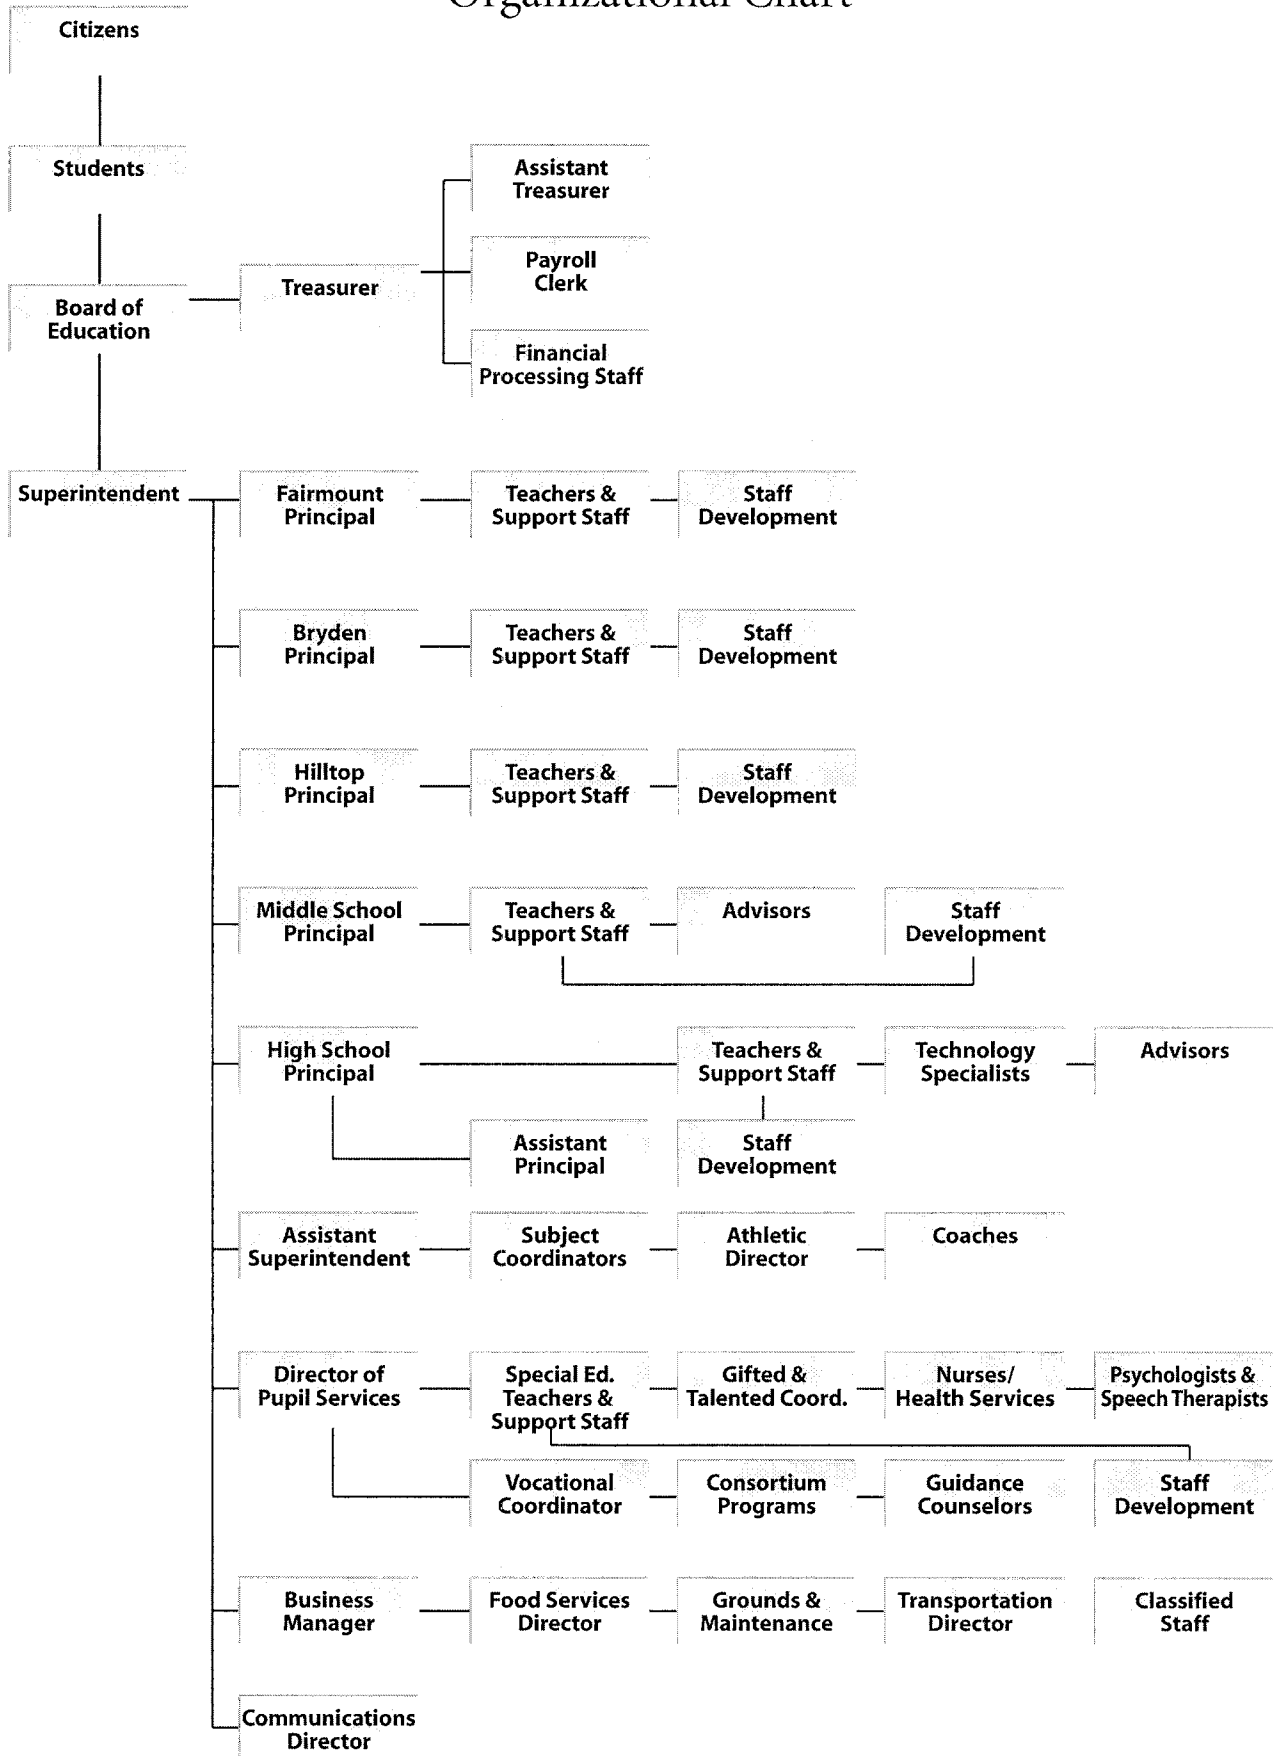 Organizational Chart
Citizens
Students
Assistant
Treasurer
Payroll
Clerk
Treasurer
Board of
Education
Financial
Processing Staff
Superintendent
Fairmount
Principal
Teachers &
Support Staff
Staff
Development
Bryden
Principal
Teachers &
Support Staff
Staff
Development
Hilltop
Principal
Teachers &
Support Staff
Staff
Development
Middle School
Principal
Teachers &
Support Staff
Advisors
Staff
Development
High School
Principal
Teachers &
Support Staff
Technology
Specialists
Advisors
Assistant
Principal
Staff
Development
Assistant
Superintendent
Subject
Coordinators
Athletic
Director
Coaches
Director of
Pupil Services
Special Ed.
Teachers &
Support Staff
Gifted &
Talented Coord.
Nurses/
Health Services
Psychologists &
Speech Therapists
Vocational
Coordinator
Consortium
Programs
Guidance
Counselors
Staff
Development
Business
Manager
Food Services
Director
Grounds &
Maintenance
Transportation
Director
Classified
Staff
Communications
Director